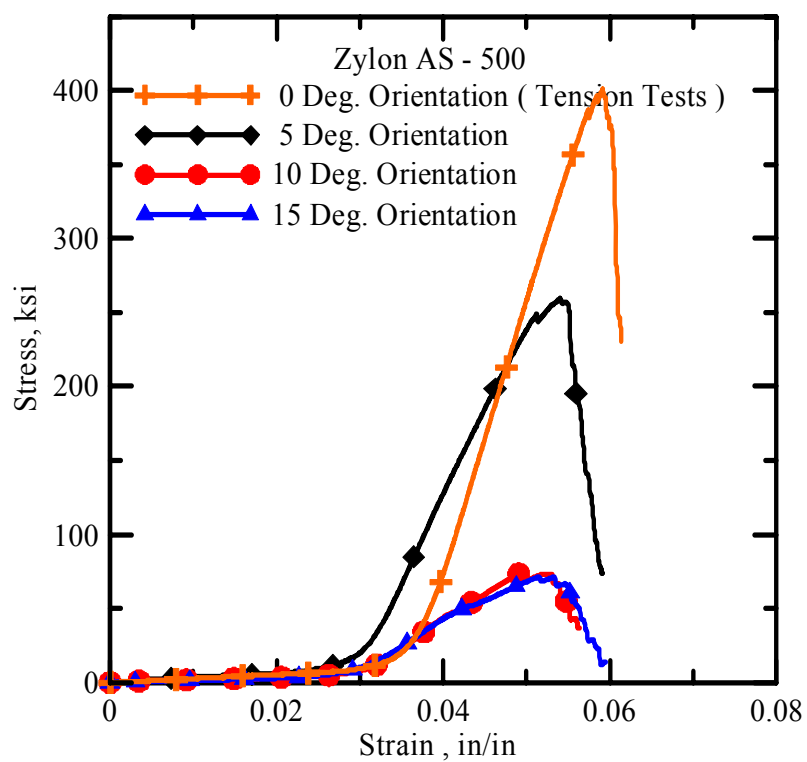 Zylon AS - 500
0 Deg. Orientation ( Tension Tests )
5 Deg. Orientation
10 Deg. Orientation
15 Deg. Orientation
400
300
200
100
0
Stress, ksi
0 0.02 0.04 0.06 0.08
Strain , in/in